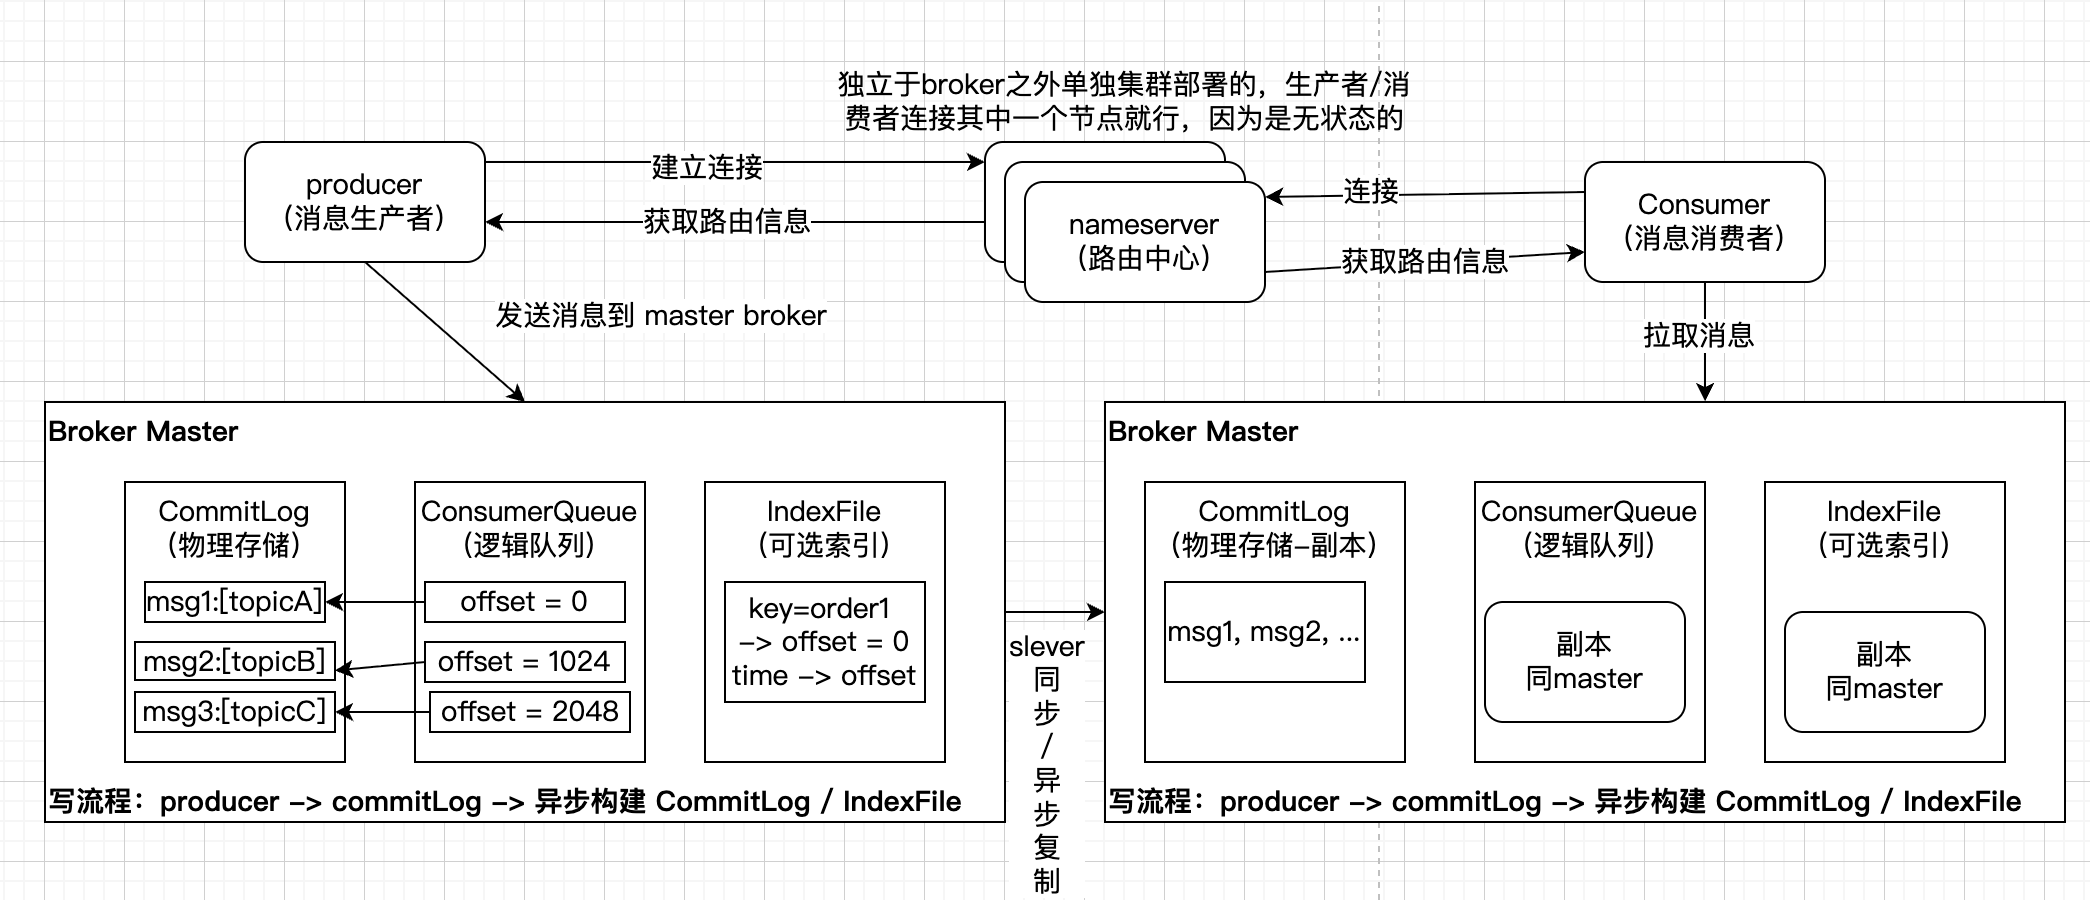 独立于broker之外单独集群部署的，生产者/消
费者连接其中一个节点就行，因为是无状态的
producer
（消息生产者）
建立连接
获取路由信息
nameserver
（路由中心）
连接
获取路由信息
Consumer
（消息消费者）
发送消息到 master broker
拉取消息
Broker Master
CommitLog
（物理存储）
msg1:[topicA]
msg2:[topicB]
msg3:[topicC]
ConsumerQueue
（逻辑队列）
offset = 0
offset = 1024
offset = 2048
IndexFile
（可选索引）
key=order1
-> offset = 0
time -> offset
写流程：producer -> commitLog -> 异步构建 CommitLog / IndexFile
slever
同
步
/
异
步
复
制
Broker Master
CommitLog
（物理存储-副本）
msg1, msg2, ...
ConsumerQueue
（逻辑队列）
副本
同master
IndexFile
（可选索引）
副本
同master
写流程：producer -> commitLog -> 异步构建 CommitLog / IndexFile